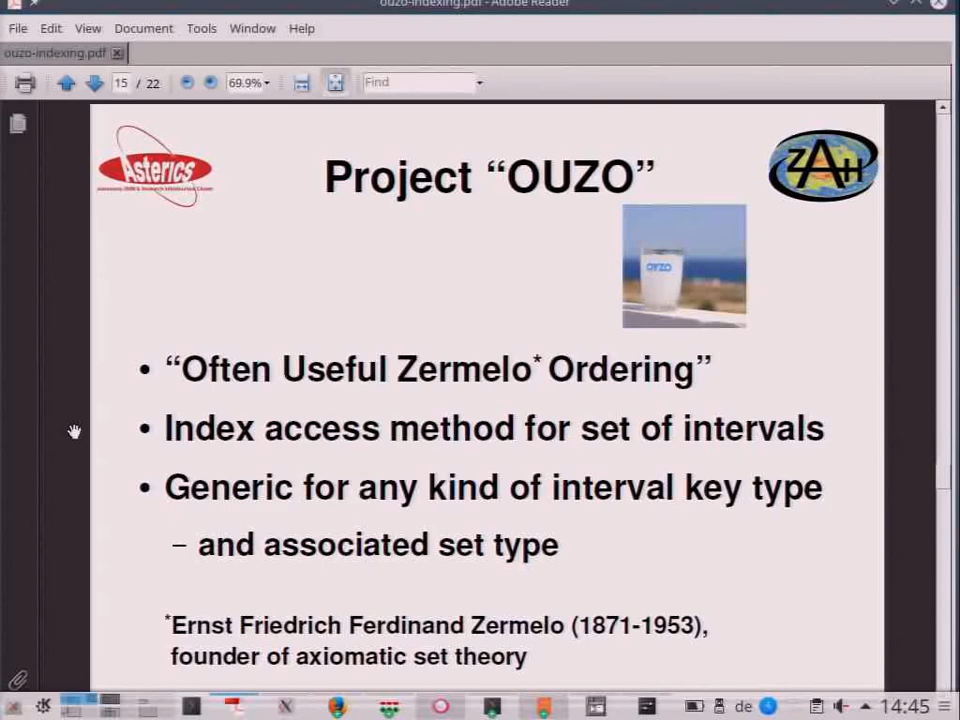 ouzo-indexing.pdf - Adobe Reader
File Edit View Document Tools Window Help
ouzo-indexing.pdf
15 / 22 69.9% Find
Asterics
ZAH
Project “OUZO”
OYZO
• “Often Useful Zermelo* Ordering”
• Index access method for set of intervals
• Generic for any kind of interval key type
– and associated set type
*Ernst Friedrich Ferdinand Zermelo (1871-1953),
founder of axiomatic set theory
de 14:45